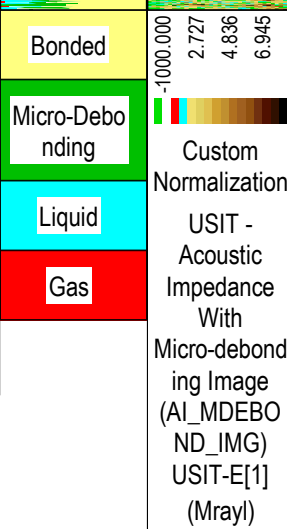 Bonded
Micro-Debo
nding
Liquid
Gas
-1000.000
2.727
4.836
6.945
Custom
Normalization
USIT -
Acoustic
Impedance
With
Micro-debond
ing Image
(AI_MDEBO
ND_IMG)
USIT-E[1]
(Mrayl)